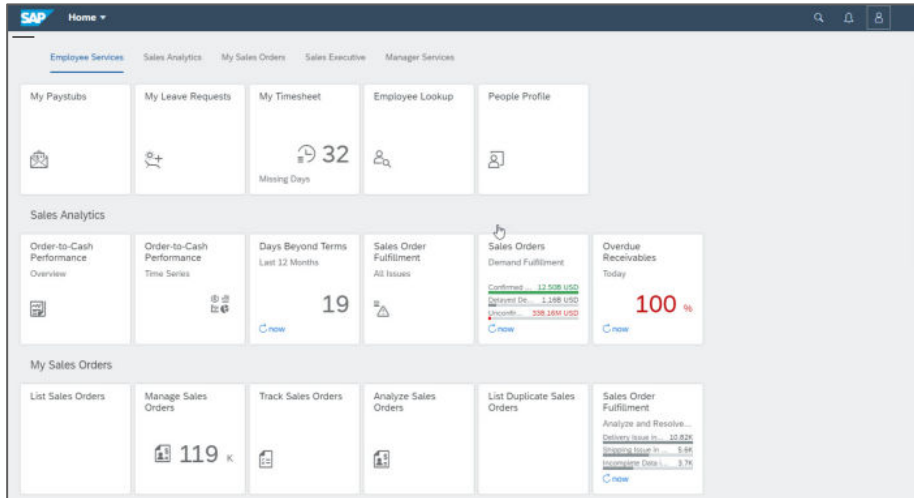 SAP Home
Employee Services Sales Analytics My Sales Orders Sales Executive Manager Services
My Paystubs
My Leave Requests
My Timesheet
32
Missing Days
Employee Lookup
People Profile
Sales Analytics
Order-to-Cash
Performance
Overview
Order-to-Cash
Performance
Time Series
Days Beyond Terms
Last 12 Months
19
now
Sales Order
Fulfillment
All Issues
Sales Orders
Demand Fulfillment
Confirmed ... 12.50B USD
Delayed De... 1.16B USD
Unconfir... 338.16M USD
now
Overdue
Receivables
Today
100 %
now
My Sales Orders
List Sales Orders
Manage Sales
Orders
119 K
Track Sales Orders
Analyze Sales
Orders
List Duplicate Sales
Orders
Sales Order
Fulfillment
Analyze and Resolve...
Delivery Issue in ... 10.82K
Shipping Issue in ... 5.6K
Incomplete Data i... 3.7K
now